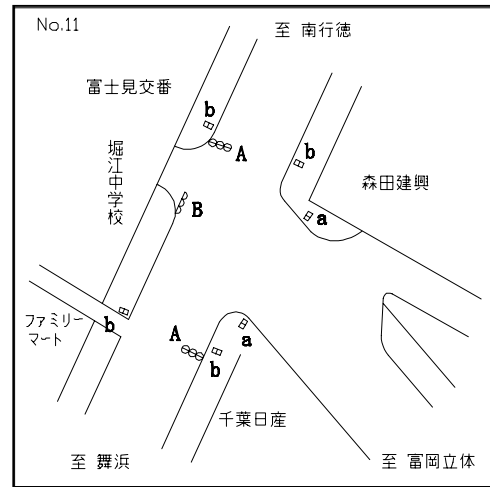 No.11
至 南行徳
富士見交番
b
A
b
堀江中学校
森田建興
B
a
b
ファミリー
マート
A
b
a
千葉日産
至 舞浜
至 富岡立体